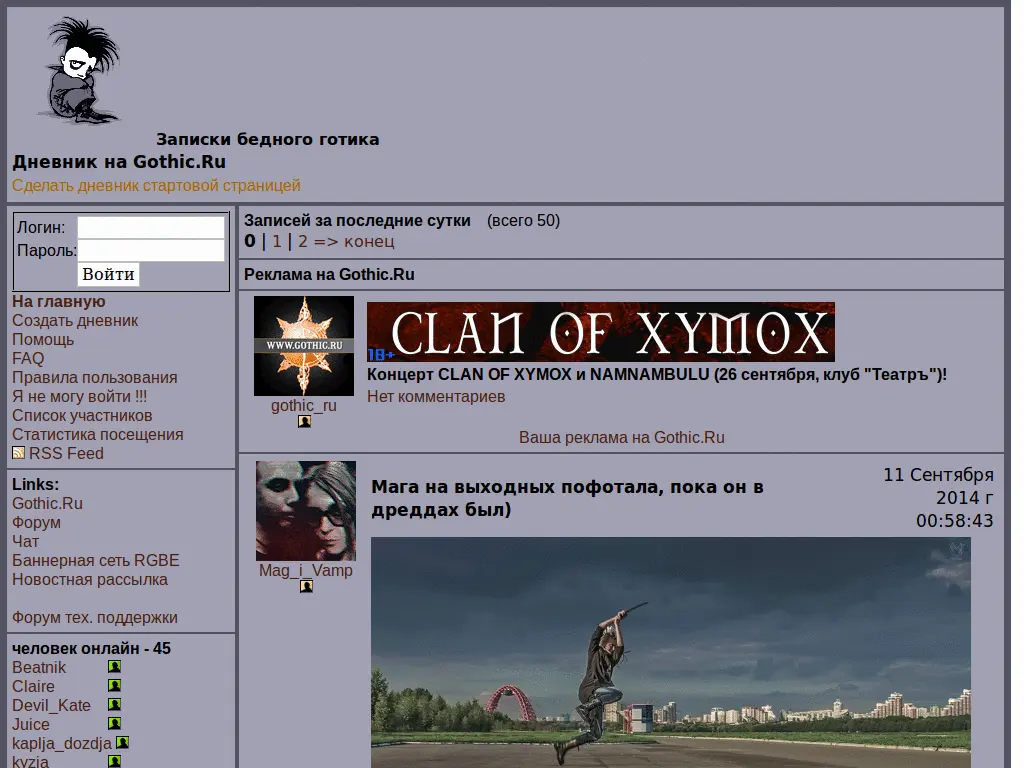 Записки бедного готика
Дневник на Gothic.Ru
Сделать дневник стартовой страницей
Логин:
Пароль:
Войти
На главную
Создать дневник
Помощь
FAQ
Правила пользования
Я не могу войти !!!
Список участников
Статистика посещения
RSS Feed
Links:
Gothic.Ru
Форум
Чат
Баннерная сеть RGBE
Новостная рассылка
Форум тех. поддержки
человек онлайн - 45
Beatnik
Claire
Devil_Kate
Juice
kaplja_dozdja
kyzia
Записей за последние сутки (всего 50)
0 | 1 | 2 => конец
Реклама на Gothic.Ru
WWW.GOTHIC.RU
gothic_ru
CLAN OF XYMOX
18+
Концерт CLAN OF XYMOX и NAMNAMBULU (26 сентября, клуб "Театръ")!
Нет комментариев
Ваша реклама на Gothic.Ru
Mag_i_Vamp
Мага на выходных пофотала, пока он в
дреддах был)
11 Сентября
2014 г
00:58:43